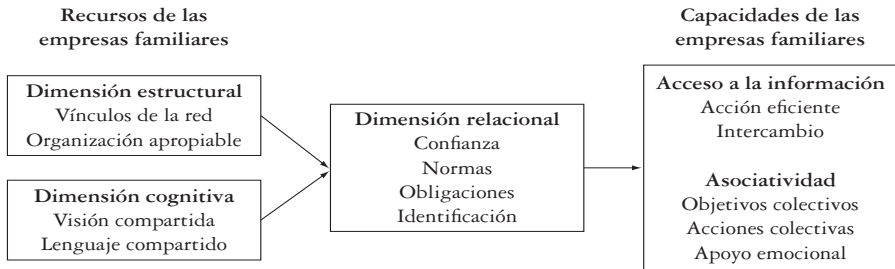 Recursos de las
empresas familiares
Dimensión estructural
Vínculos de la red
Organización apropiable
Dimensión cognitiva
Visión compartida
Lenguaje compartido
Dimensión relacional
Confianza
Normas
Obligaciones
Identificación
Capacidades de las
empresas familiares
Acceso a la información
Acción eficiente
Intercambio
Asociatividad
Objetivos colectivos
Acciones colectivas
Apoyo emocional